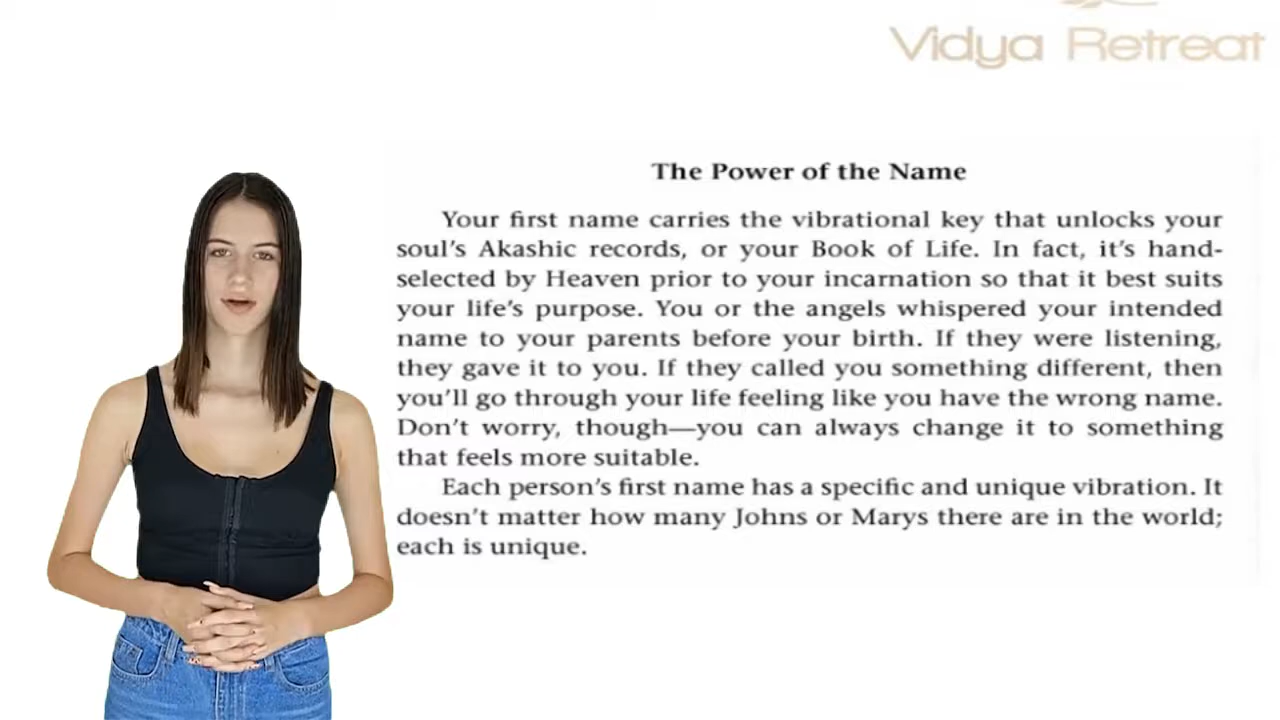 Vidya Retreat
The Power of the Name
Your first name carries the vibrational key that unlocks your
soul's Akashic records, or your Book of Life. In fact, it's hand-
selected by Heaven prior to your incarnation so that it best suits
your life's purpose. You or the angels whispered your intended
name to your parents before your birth. If they were listening,
they gave it to you. If they called you something different, then
you'll go through your life feeling like you have the wrong name.
Don't worry, though—you can always change it to something
that feels more suitable.
Each person's first name has a specific and unique vibration. It
doesn't matter how many Johns or Marys there are in the world;
each is unique.